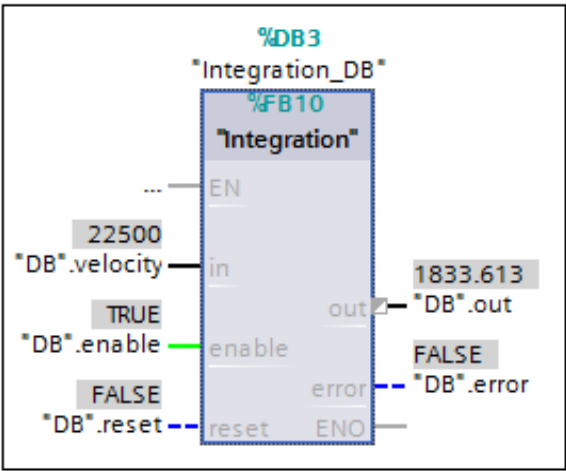 %DB3
"Integration_DB"
%FB10
"Integration"
... EN
22500
"DB".velocity in
1833.613
out "DB".out
TRUE
"DB".enable enable
FALSE
error "DB".error
FALSE
"DB".reset reset ENO